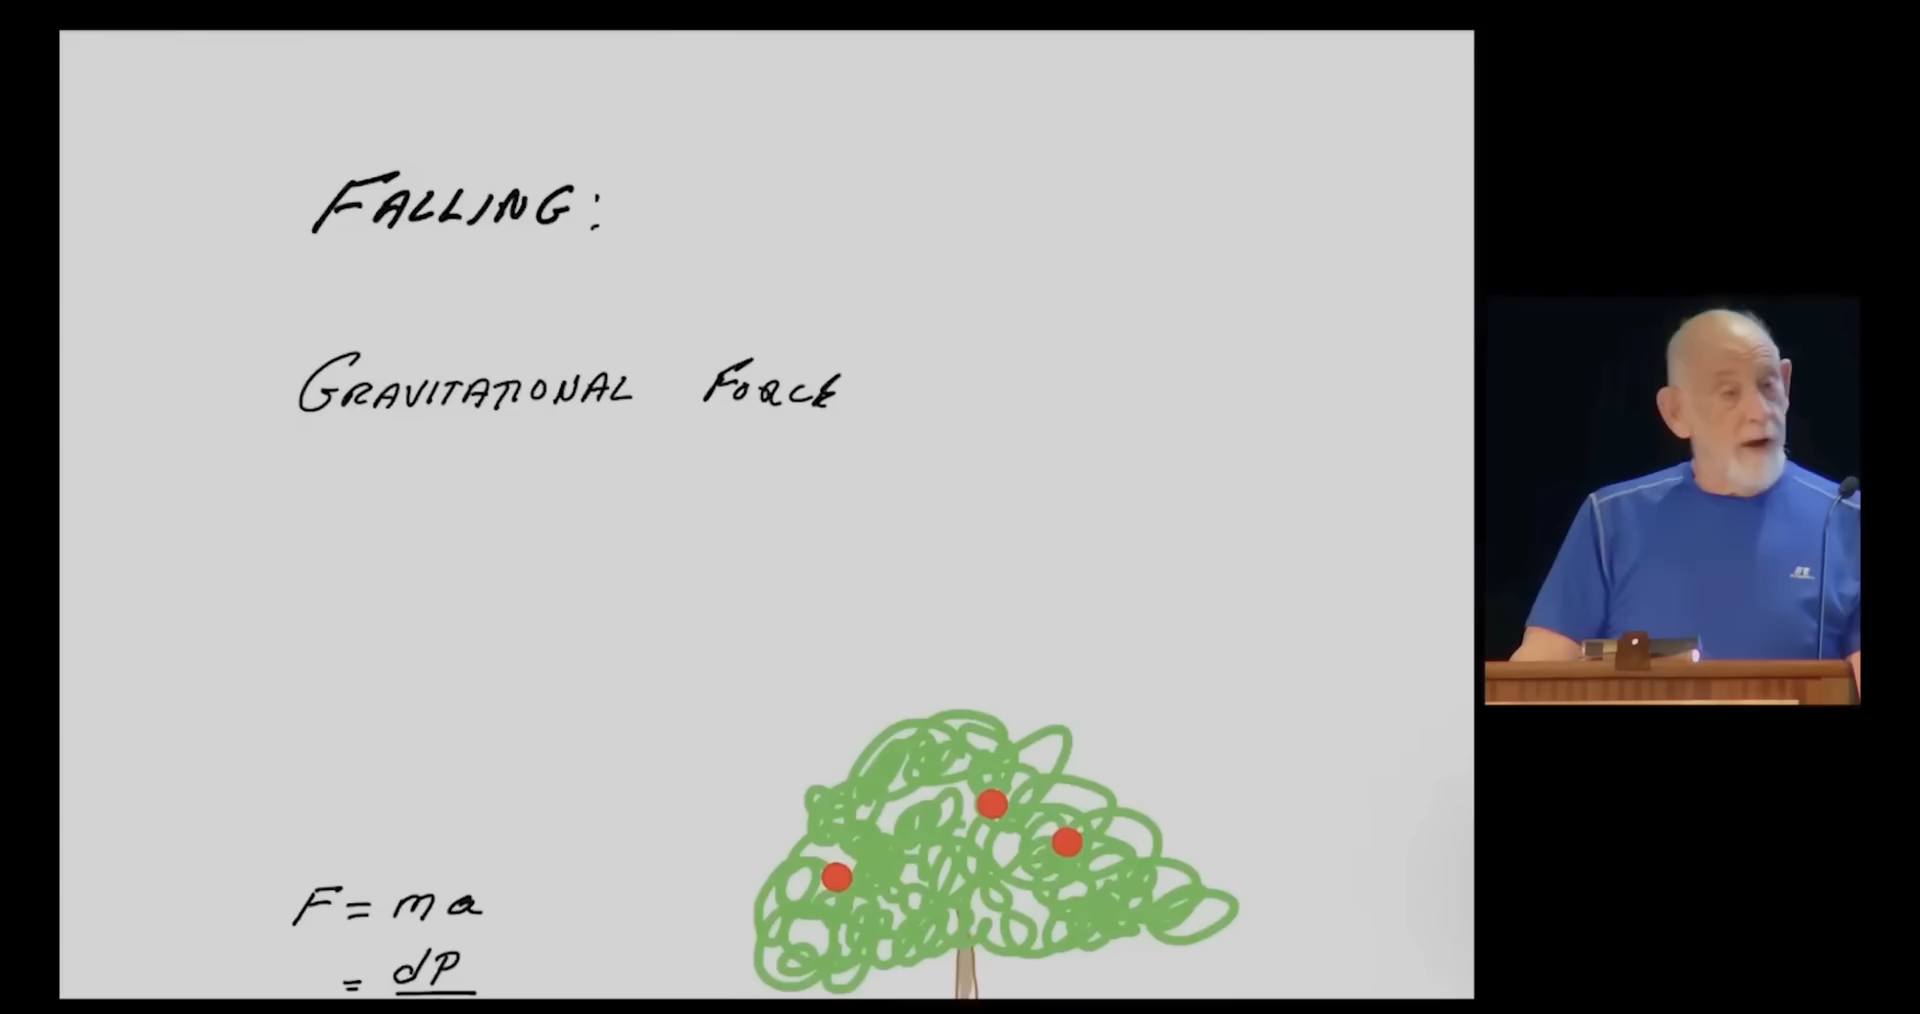 FALLING:
GRAVITATIONAL FORCE
F = ma
= dP